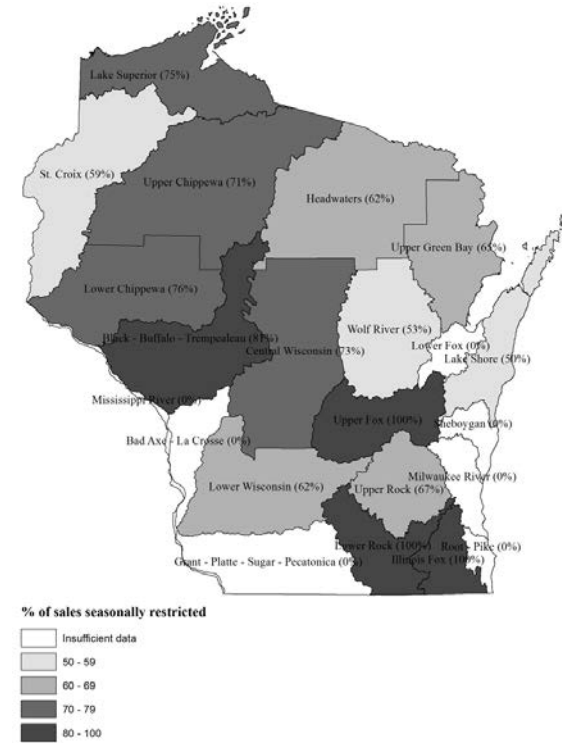 Lake Superior (75%)
St. Croix (59%)
Upper Chippewa (71%)
Headwaters (62%)
Upper Green Bay (65%)
Lower Chippewa (76%)
Wolf River (53%)
Black - Buffalo - Trempealeau (81%)
Lower Fox (0%)
Central Wisconsin (73%)
Lake Shore (50%)
Mississippi River (0%)
Upper Fox (100%)
Sheboygan (0%)
Bad Axe - La Crosse (0%)
Milwaukee River (0%)
Lower Wisconsin (62%)
Upper Rock (67%)
Lower Rock (100%)
Root - Pike (0%)
Grant - Platte - Sugar - Pecatonica (0%)
Illinois Fox (100%)
% of sales seasonally restricted
Insufficient data
50 - 59
60 - 69
70 - 79
80 - 100